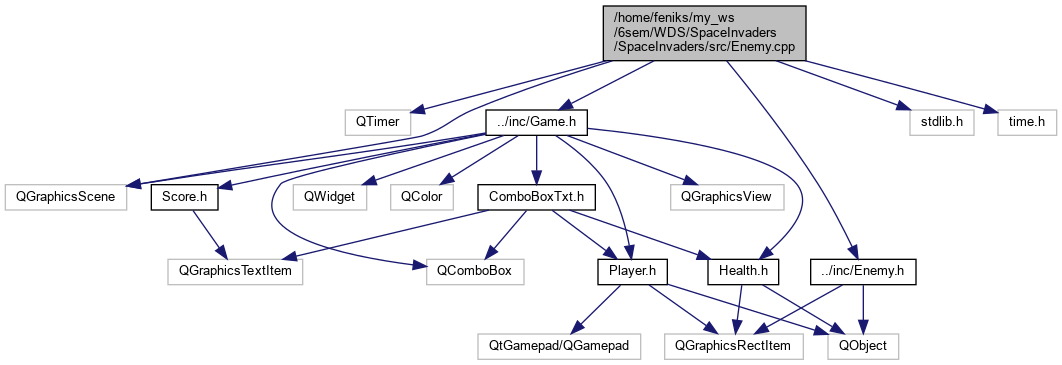 /home/feniks/my_ws
/6sem/WDS/SpaceInvaders
/SpaceInvaders/src/Enemy.cpp
QTimer
../inc/Game.h
stdlib.h
time.h
QGraphicsScene
Score.h
QWidget
QColor
ComboBoxTxt.h
QGraphicsView
QGraphicsTextItem
QComboBox
Player.h
Health.h
../inc/Enemy.h
QtGamepad/QGamepad
QGraphicsRectItem
QObject